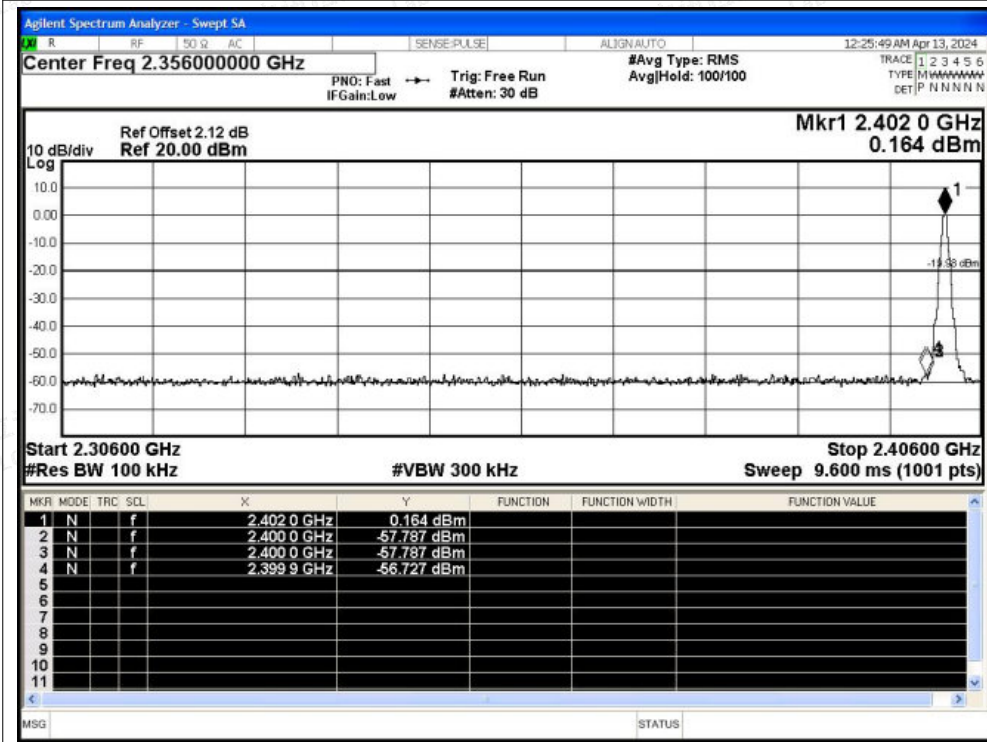 Agilent Spectrum Analyzer - Swept SA
LXI R RF 50 Ω AC SENSE:PULSE ALIGNAUTO 12:25:49 AM Apr 13, 2024
Center Freq 2.356000000 GHz
PNO: Fast
IFGain:Low
Trig: Free Run
#Atten: 30 dB
#Avg Type: RMS
Avg|Hold: 100/100
TRACE 1 2 3 4 5 6
TYPE M
DET P N N N N N
Ref Offset 2.12 dB
10 dB/div Ref 20.00 dBm
Log
Mkr1 2.402 0 GHz
0.164 dBm
10.0
0.00
-10.0
-20.0
-30.0
-40.0
-50.0
-60.0
-70.0
1
-19.98 dBm
Start 2.30600 GHz Stop 2.40600 GHz
#Res BW 100 kHz #VBW 300 kHz Sweep 9.600 ms (1001 pts)
MKR MODE TRC SCL X Y FUNCTION FUNCTION WIDTH FUNCTION VALUE
1 N f 2.402 0 GHz 0.164 dBm
2 N f 2.400 0 GHz -57.787 dBm
3 N f 2.400 0 GHz -57.787 dBm
4 N f 2.399 9 GHz -56.727 dBm
5
6
7
8
9
10
11
MSG STATUS